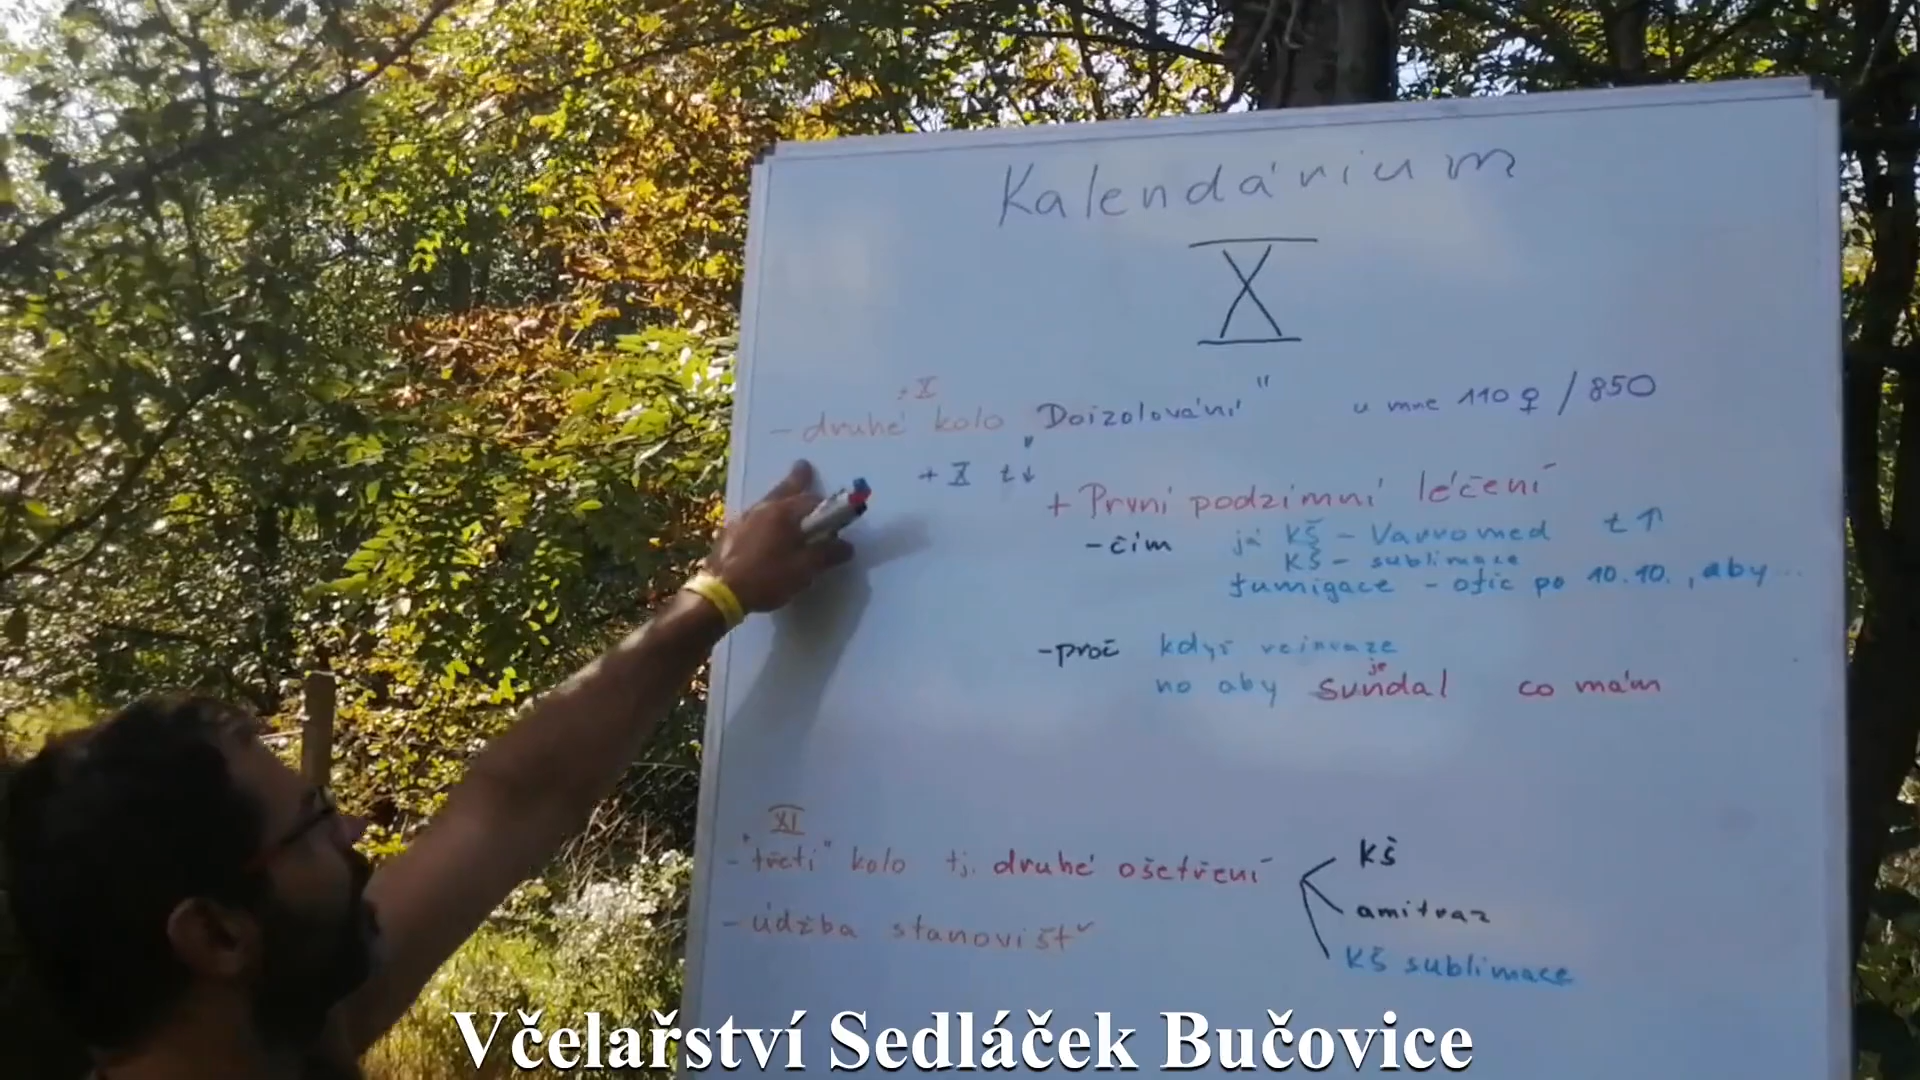 Kalendárium
X
÷ X
- druhé kolo "Doizolování" u mne 110♀ / 850
+ X t↓
+ První podzimní léčení
- čím já KŠ - Varromed t↑
KŠ - sublimace
fumigace - ofic po 10.10., aby...
- proč když reinvaze
no aby je sundal co mám
XI
- "třetí" kolo tj. druhé ošetření KŠ
amitraz
- údžba stanovišť
KŠ sublimace
Včelařství Sedláček Bučovice